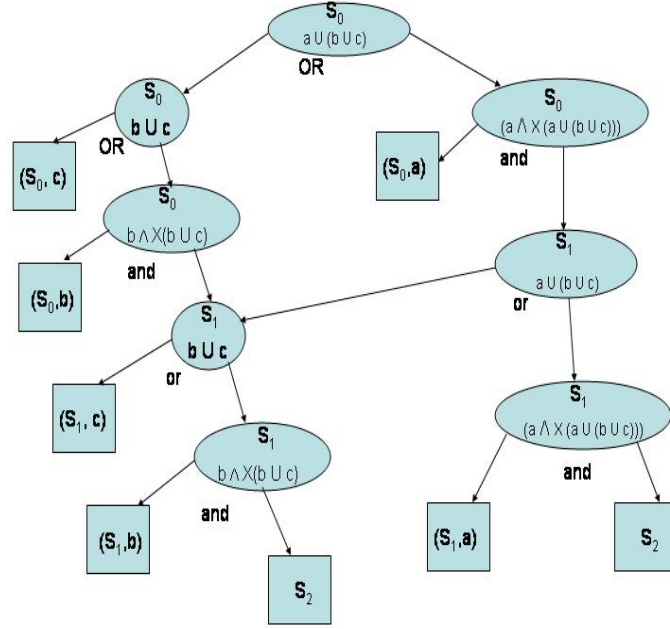 S₀
a U (b U c)
OR
S₀
b U c
OR
S₀
(a Λ X (a U (b U c)))
and
(S₀, c)
(S₀,a)
S₀
b ∧ X(b U c)
and
S₁
a U (b U c)
or
(S₀,b)
S₁
b U c
or
(S₁, c)
S₁
(a Λ X (a U (b U c)))
and
S₁
b ∧ X(b U c)
and
(S₁,b)
S₂
(S₁,a)
S₂